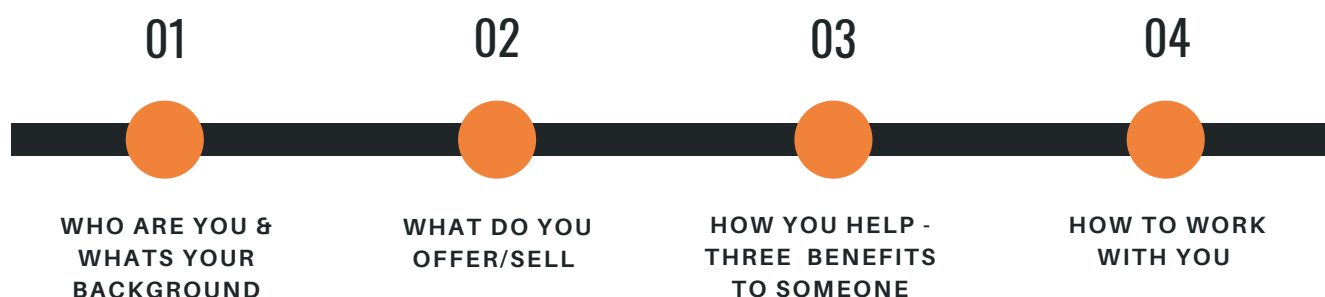 01
02
03
04
WHO ARE YOU &
WHATS YOUR
BACKGROUND
WHAT DO YOU
OFFER/SELL
HOW YOU HELP -
THREE BENEFITS
TO SOMEONE
HOW TO WORK
WITH YOU